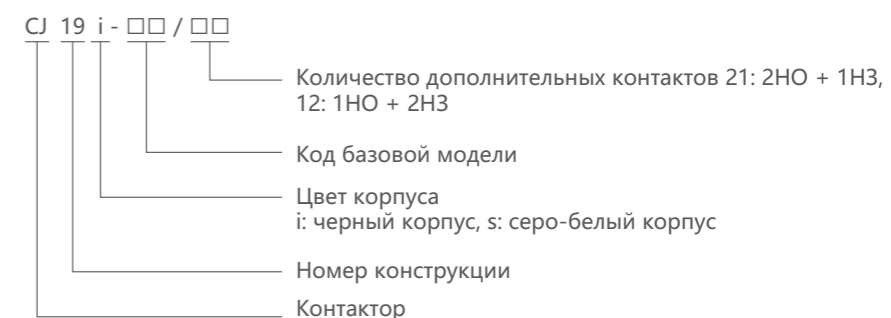 CJ 19 i - □□ / □□
Количество дополнительных контактов 21: 2НО + 1НЗ,
12: 1НО + 2НЗ
Код базовой модели
Цвет корпуса
i: черный корпус, s: серо-белый корпус
Номер конструкции
Контактор